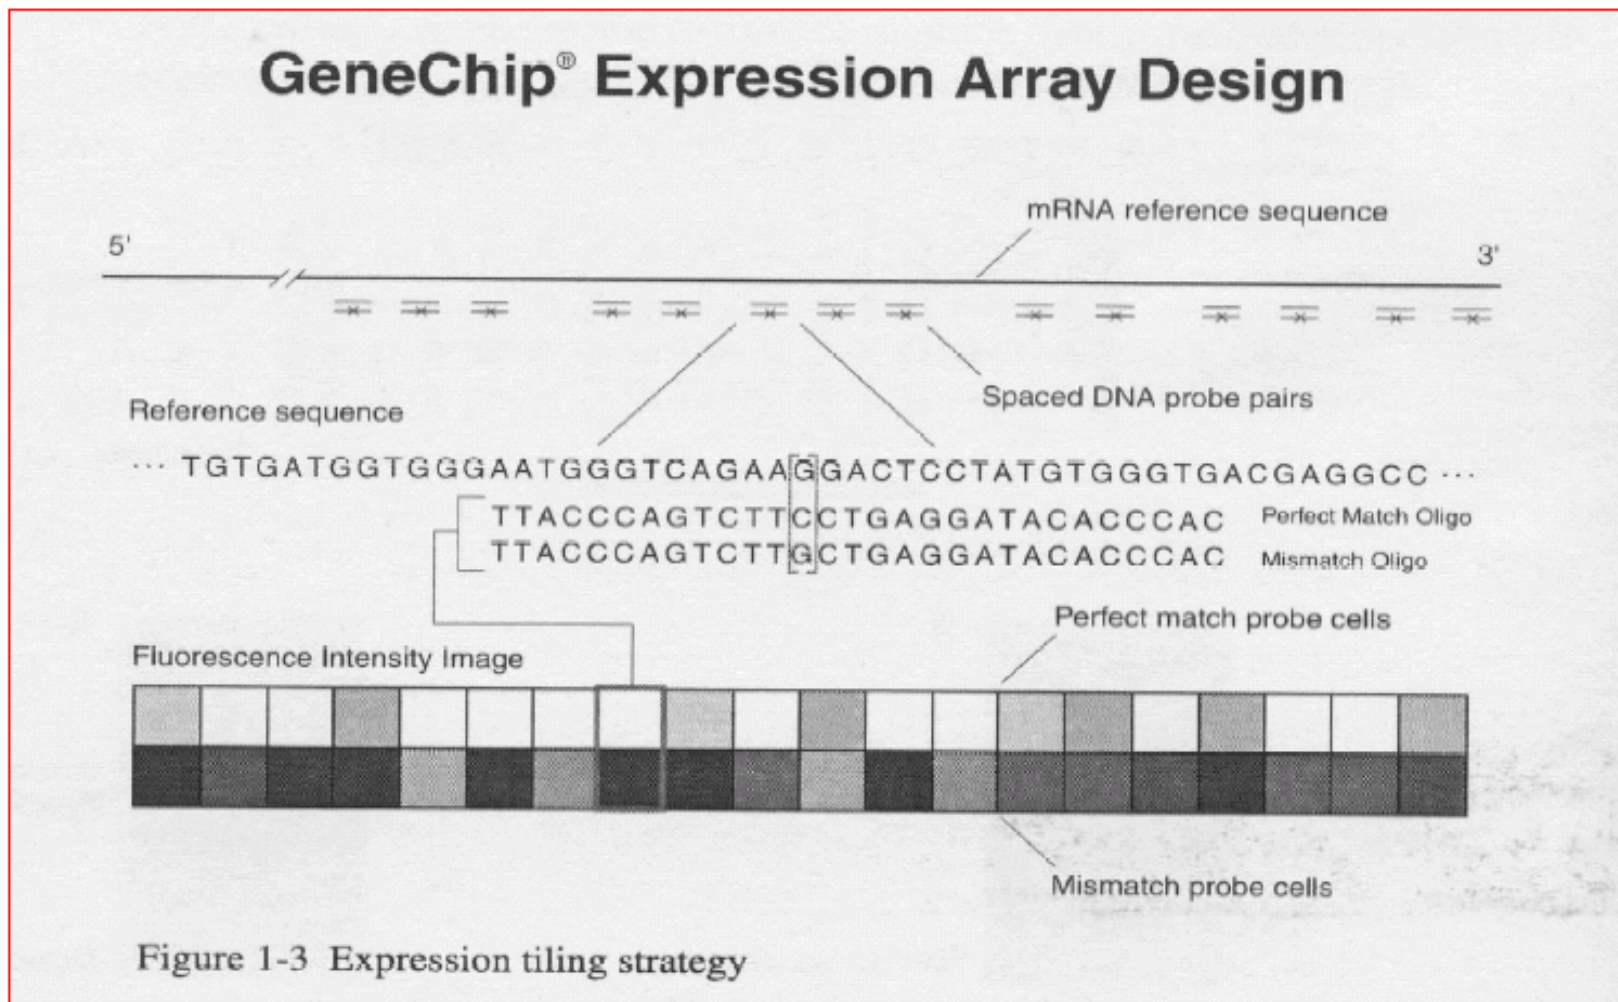 GeneChip® Expression Array Design
mRNA reference sequence
5'
3'
Spaced DNA probe pairs
Reference sequence
··· TGTGATGGTGGGAATGGGTCAGAAGGACTCCTATGTGGGTGACGAGGCC ···
TTACCCAGTCTTCCTGAGGATACACCCAC Perfect Match Oligo
TTACCCAGTCTTGCTGAGGATACACCCAC Mismatch Oligo
Perfect match probe cells
Fluorescence Intensity Image
Mismatch probe cells
Figure 1-3 Expression tiling strategy